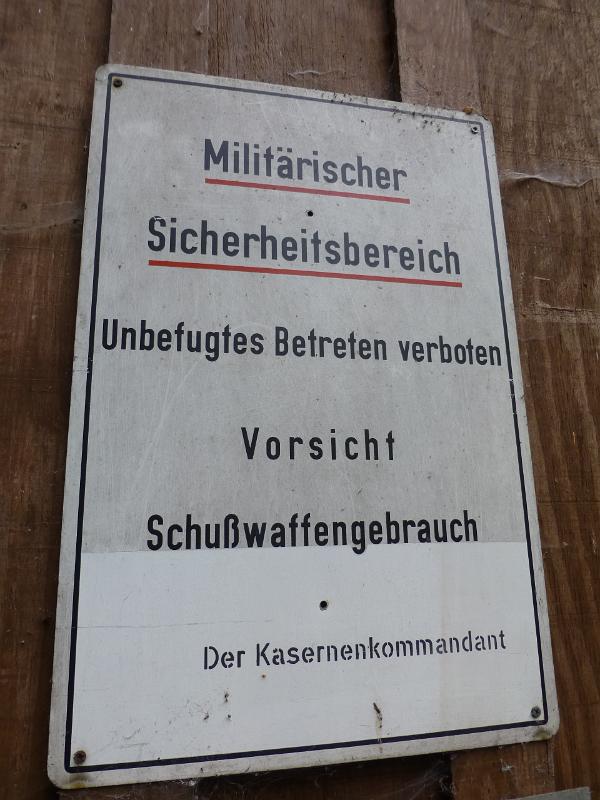 Militärischer
Sicherheitsbereich
Unbefugtes Betreten verboten
Vorsicht
Schußwaffengebrauch
Der Kasernenkommandant